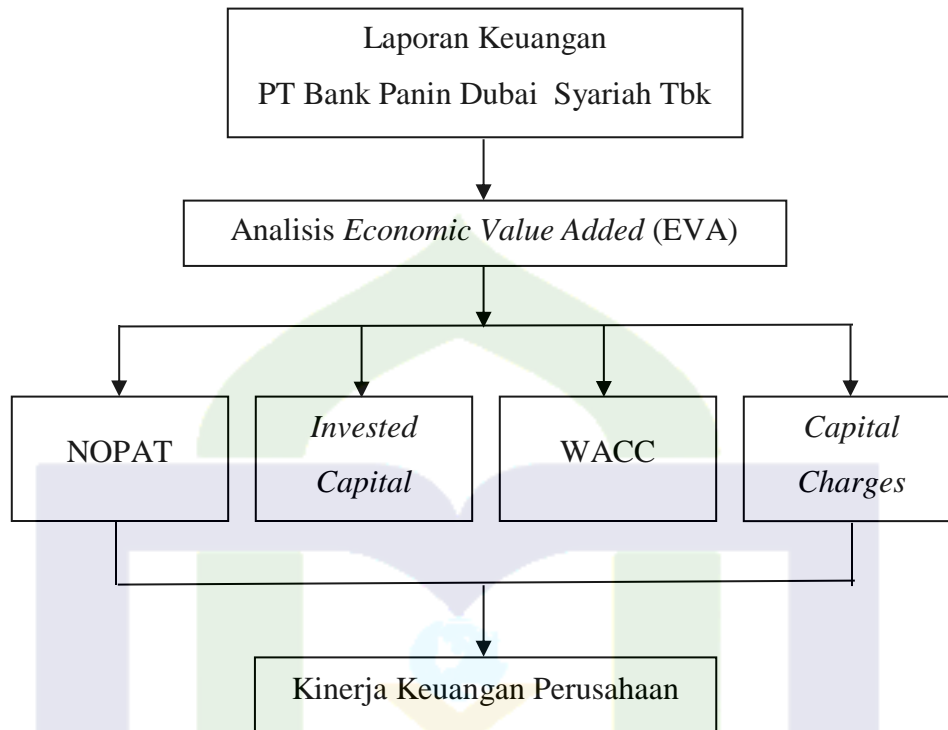 Laporan Keuangan
PT Bank Panin Dubai Syariah Tbk
Analisis Economic Value Added (EVA)
NOPAT
Invested
Capital
WACC
Capital
Charges
Kinerja Keuangan Perusahaan